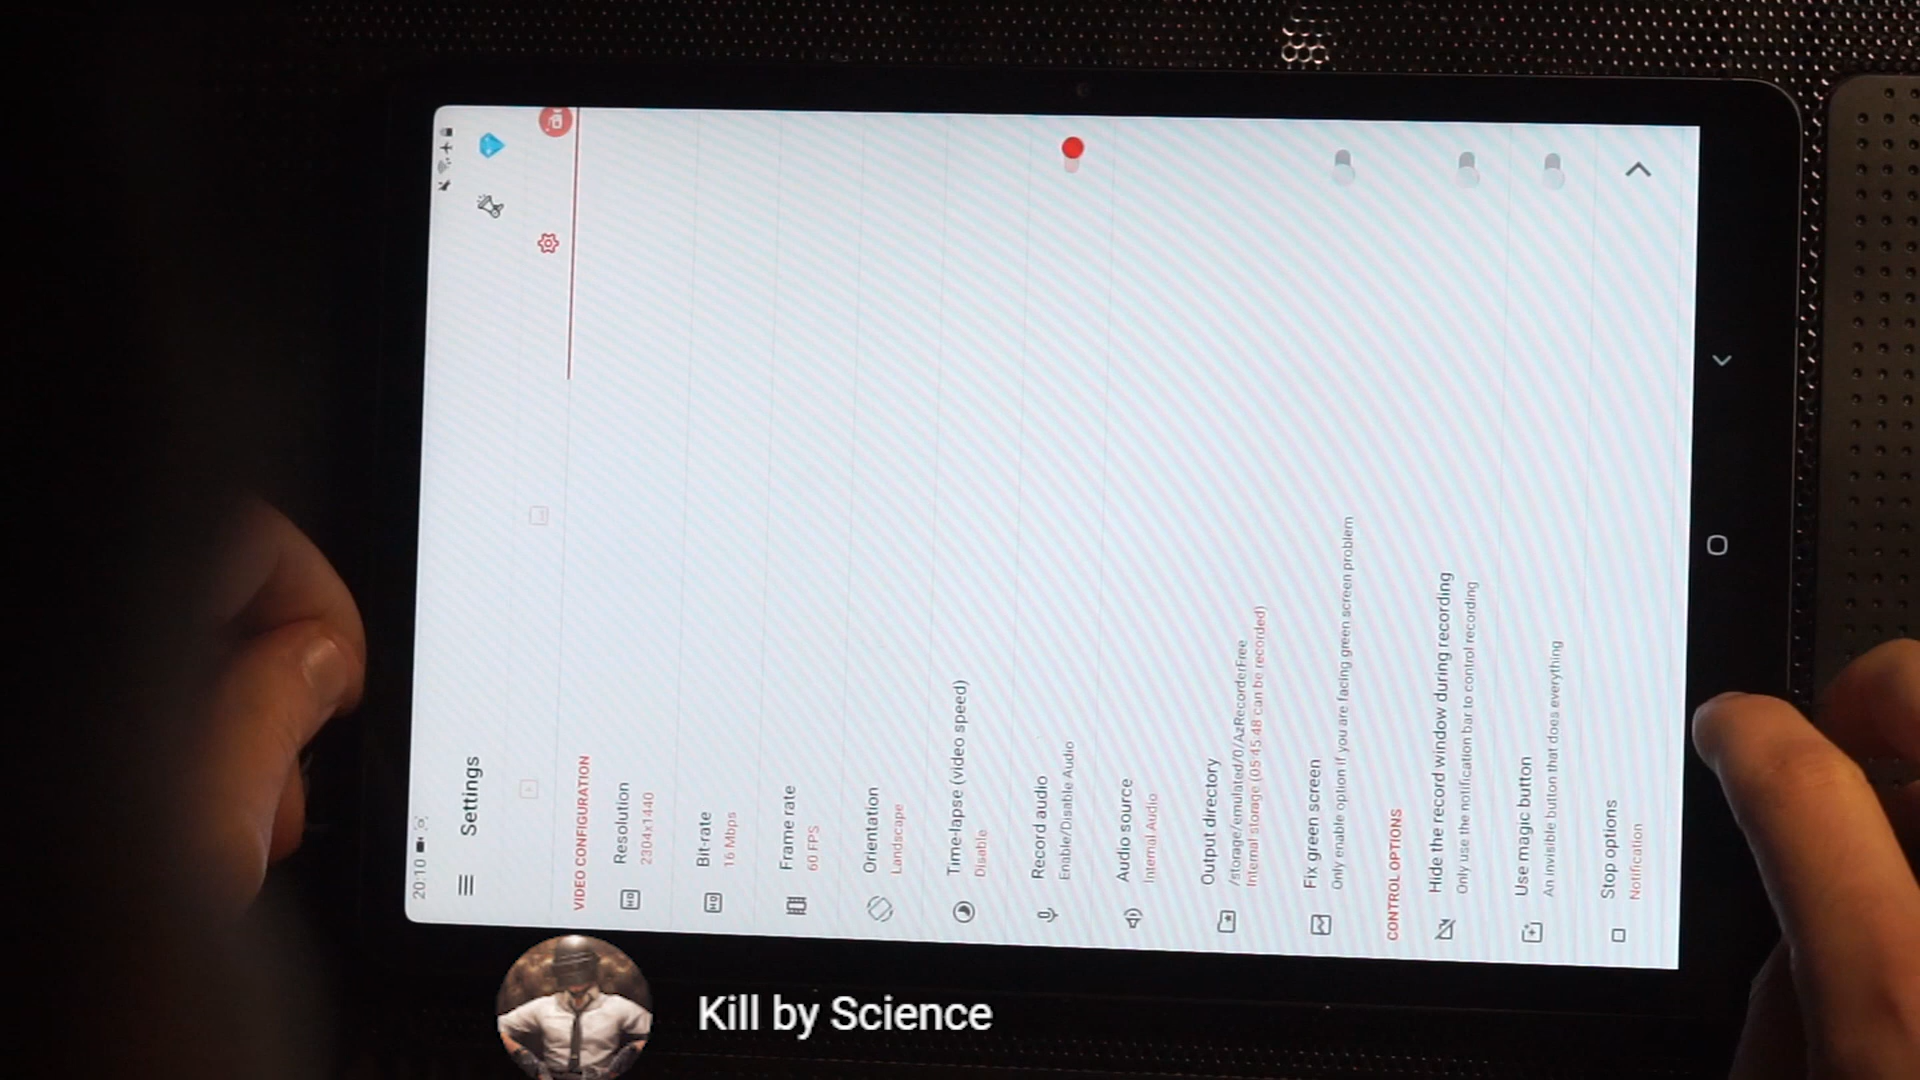 20:10
Settings
VIDEO CONFIGURATION
Resolution
2304x1440
Bit-rate
16 Mbps
Frame rate
60 FPS
Orientation
Landscape
Time-lapse (video speed)
Disable
Record audio
Enable/Disable Audio
Audio source
Internal Audio
Output directory
/storage/emulated/0/AzRecorderFree
Internal storage (05:45:48 can be recorded)
Fix green screen
Only enable option if you are facing green screen problem
CONTROL OPTIONS
Hide the record window during recording
Only use the notification bar to control recording
Use magic button
An invisible button that does everything
Stop options
Notification
Kill by Science